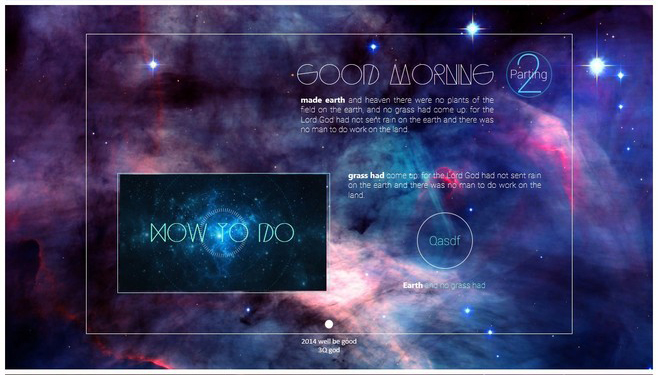 GOOD MORNING
2
Parting
made earth and heaven there were no plants of the
field on the earth, and no grass had come up: for the
Lord God had not sent rain on the earth and there was
no man to do work on the land.
grass had come up: for the Lord God had not sent rain
on the earth and there was no man to do work on the
land.
HOW TO DO
Qasdf
Earth and no grass had
2014 well be good
3Q god